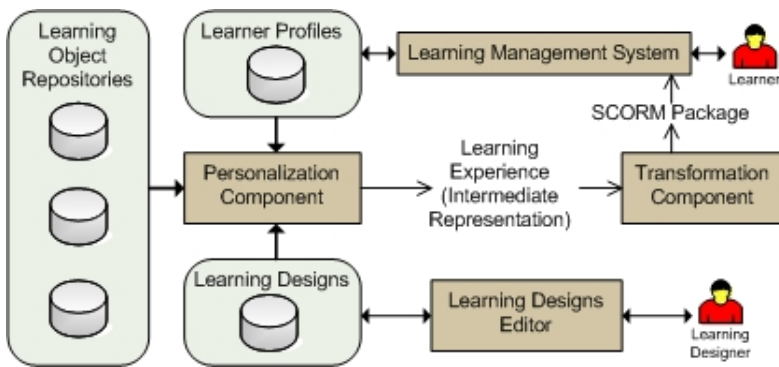 Learning
Object
Repositories
Learner Profiles
Learning Management System
Learner
SCORM Package
Personalization
Component
Learning
Experience
(Intermediate
Representation)
Transformation
Component
Learning Designs
Learning Designs
Editor
Learning
Designer